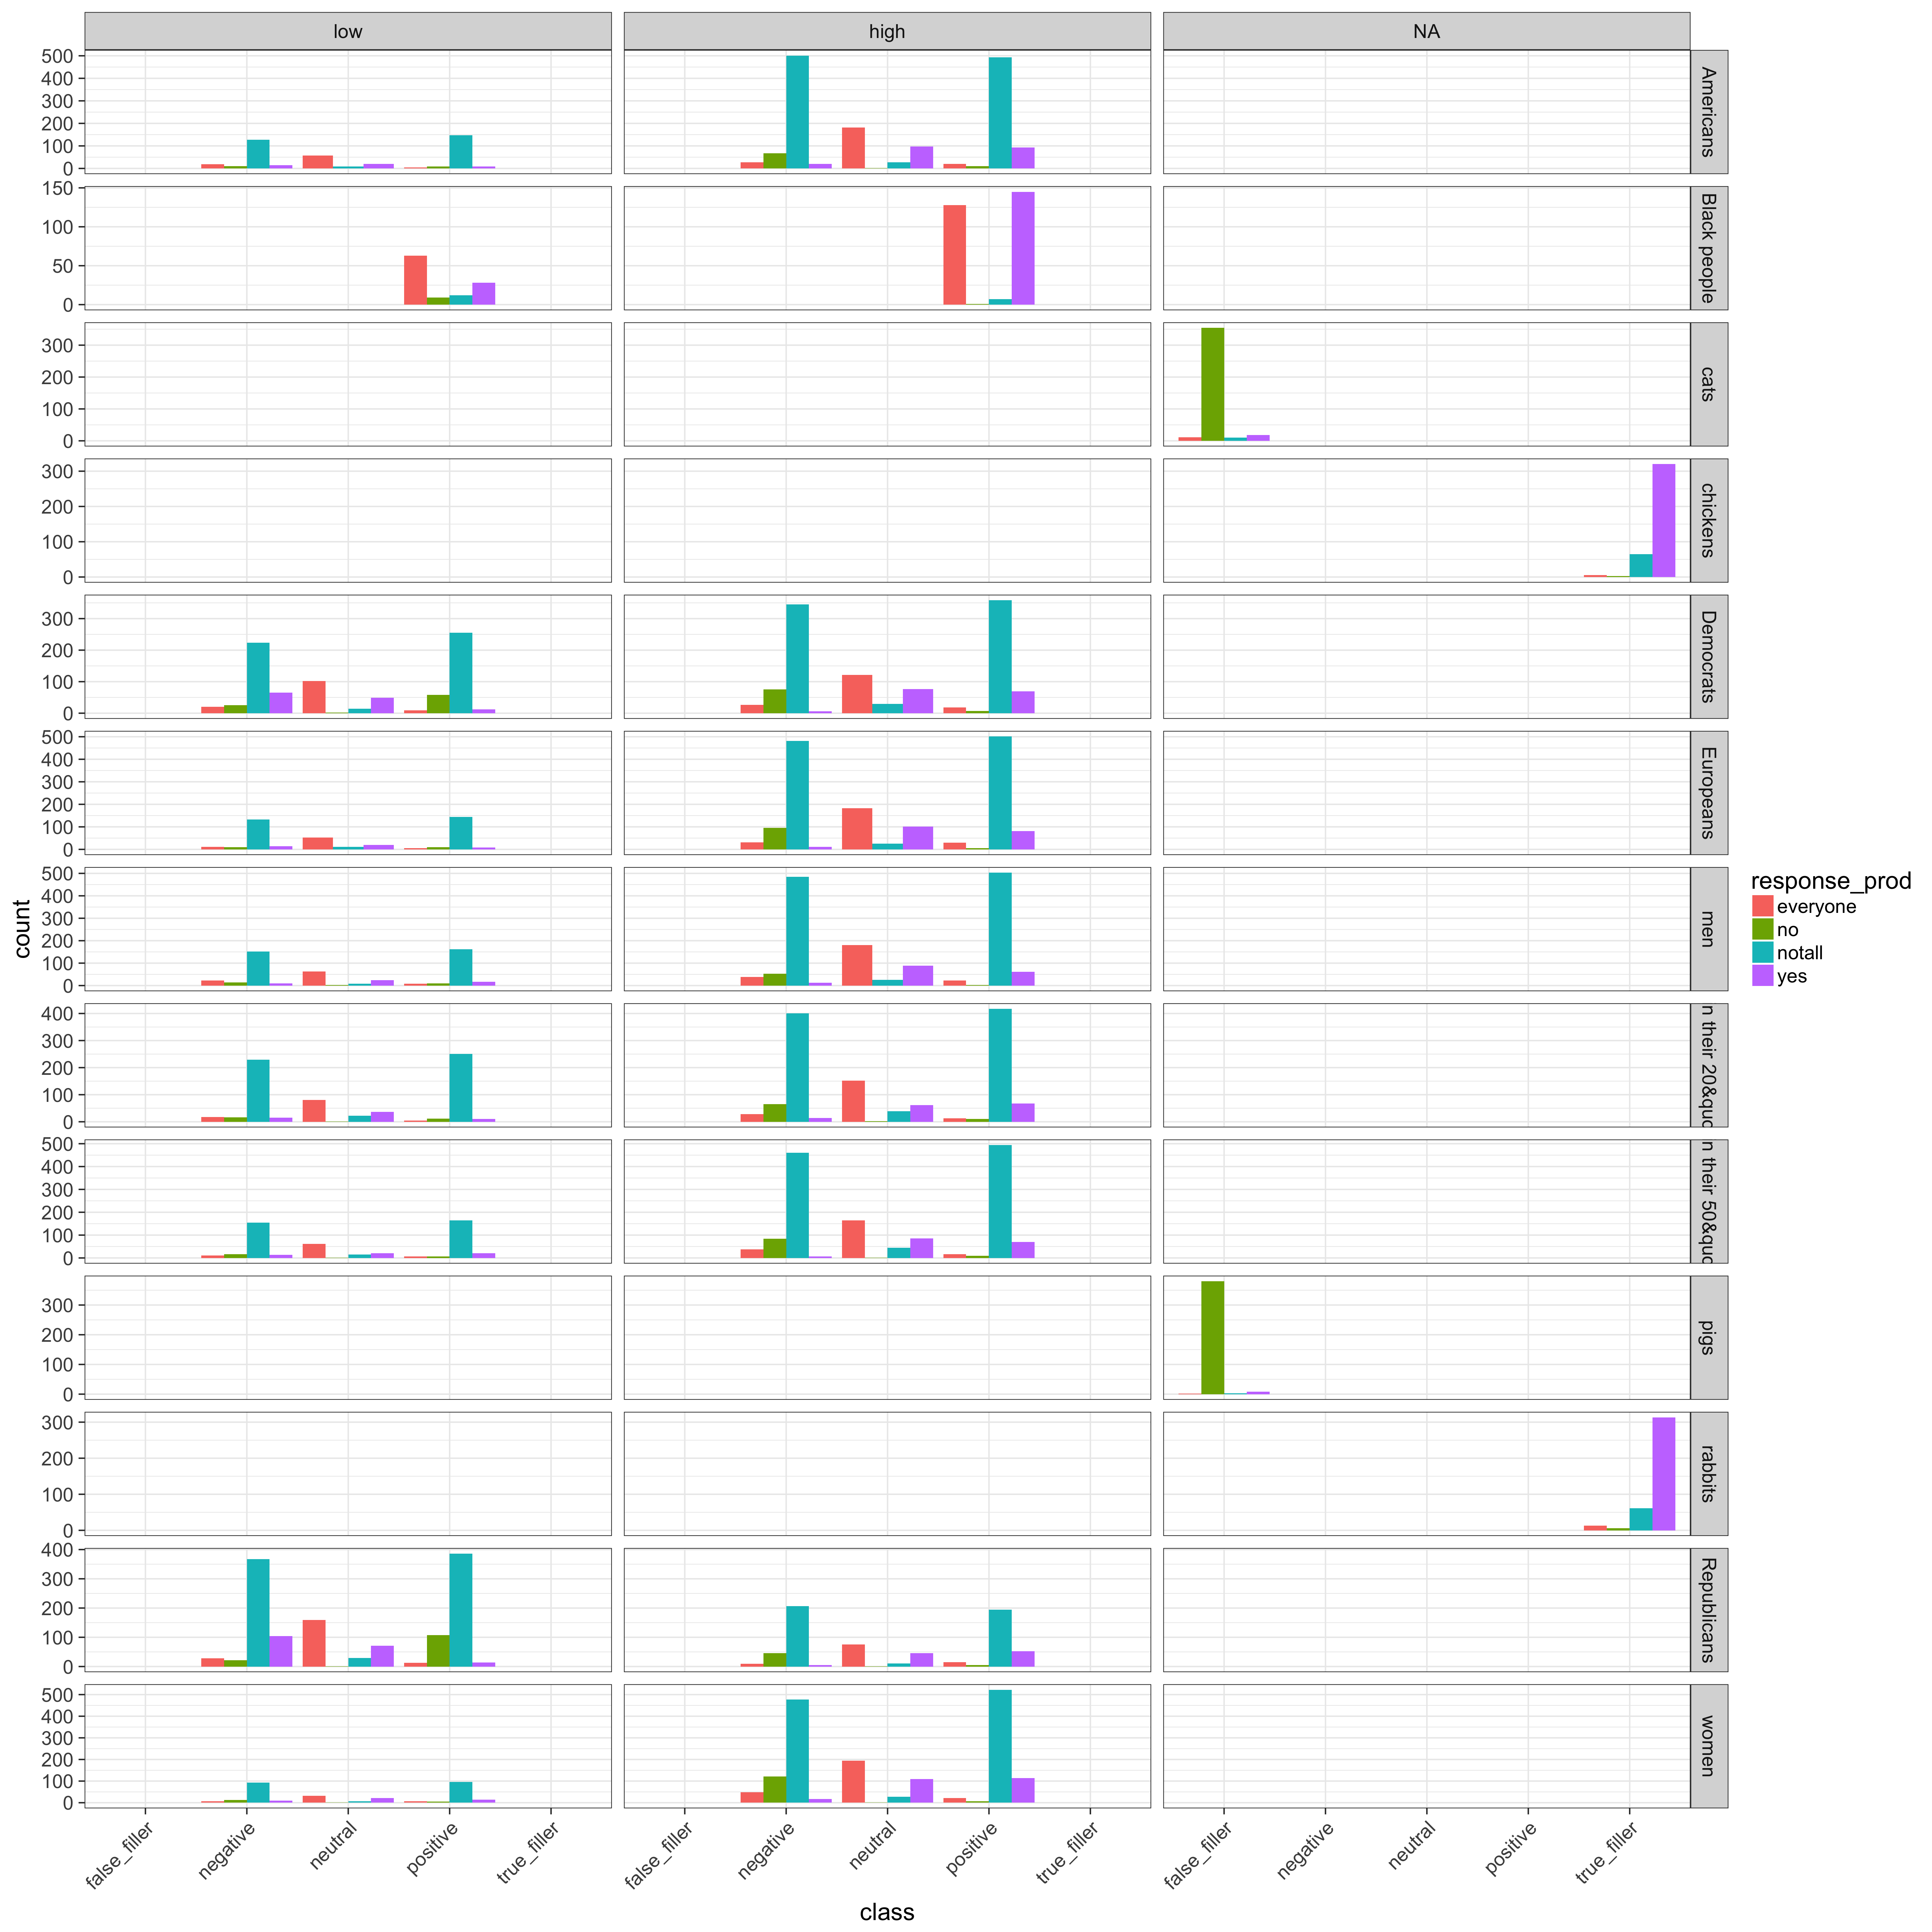 low high NA
500
400
300
200
100
0
Americans
150
100
50
0
Black people
300
200
100
0
cats
300
200
100
0
chickens
300
200
100
0
Democrats
500
400
300
200
100
0
Europeans
500
400
300
200
100
0
men
400
300
200
100
0
n their 20&quo
500
400
300
200
100
0
n their 50&quo
300
200
100
0
pigs
300
200
100
0
rabbits
400
300
200
100
0
Republicans
500
400
300
200
100
0
women
false_filler negative neutral positive true_filler false_filler negative neutral positive true_filler false_filler negative neutral positive true_filler
class
count
response_prod
everyone
no
notall
yes